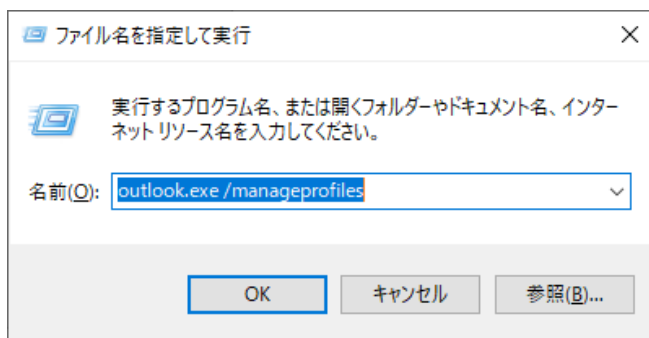 ファイル名を指定して実行
実行するプログラム名、または開くフォルダーやドキュメント名、インター
ネット リソース名を入力してください。
名前(O): outlook.exe /manageprofiles
OK キャンセル 参照(B)...